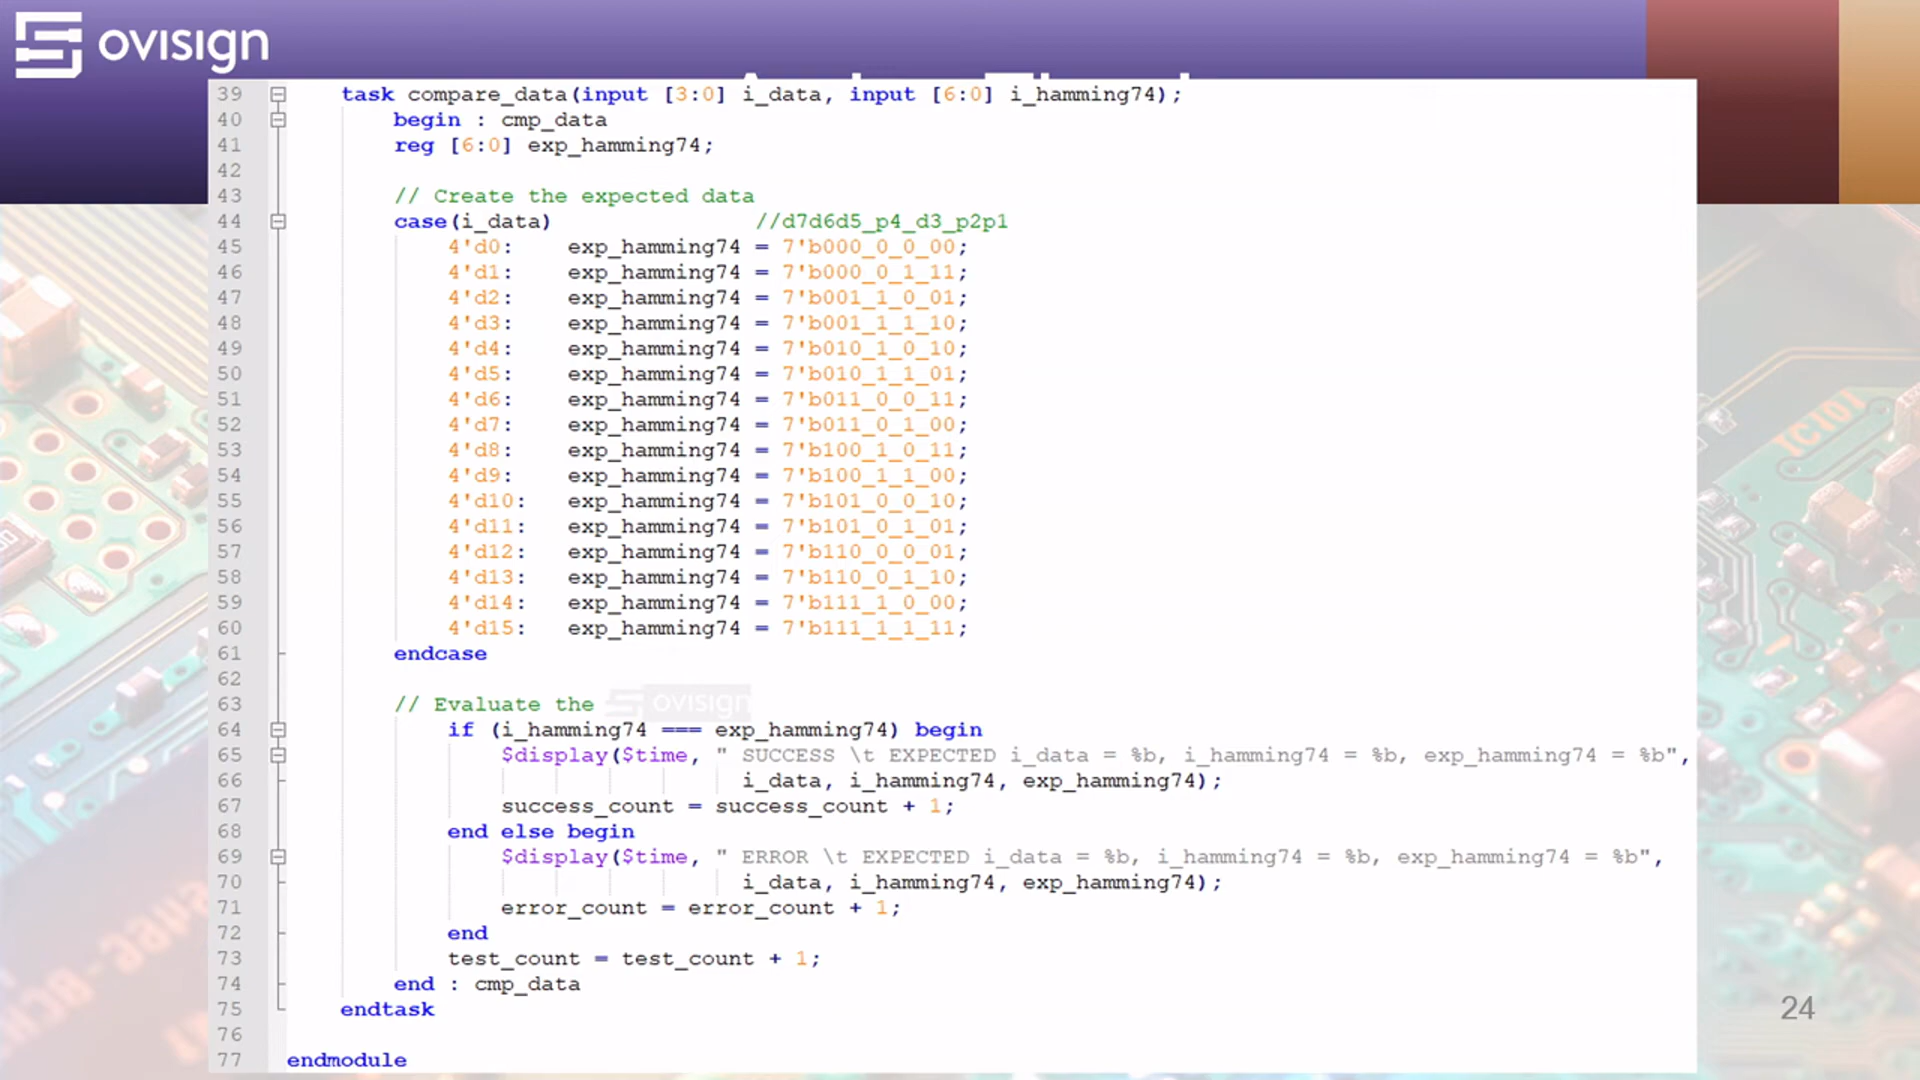 ovisign
39 task compare_data(input [3:0] i_data, input [6:0] i_hamming74);
40 begin : cmp_data
41 reg [6:0] exp_hamming74;
42
43 // Create the expected data
44 case(i_data) //d7d6d5_p4_d3_p2p1
45 4'd0: exp_hamming74 = 7'b000_0_0_00;
46 4'd1: exp_hamming74 = 7'b000_0_1_11;
47 4'd2: exp_hamming74 = 7'b001_1_0_01;
48 4'd3: exp_hamming74 = 7'b001_1_1_10;
49 4'd4: exp_hamming74 = 7'b010_1_0_10;
50 4'd5: exp_hamming74 = 7'b010_1_1_01;
51 4'd6: exp_hamming74 = 7'b011_0_0_11;
52 4'd7: exp_hamming74 = 7'b011_0_1_00;
53 4'd8: exp_hamming74 = 7'b100_1_0_11;
54 4'd9: exp_hamming74 = 7'b100_1_1_00;
55 4'd10: exp_hamming74 = 7'b101_0_0_10;
56 4'd11: exp_hamming74 = 7'b101_0_1_01;
57 4'd12: exp_hamming74 = 7'b110_0_0_01;
58 4'd13: exp_hamming74 = 7'b110_0_1_10;
59 4'd14: exp_hamming74 = 7'b111_1_0_00;
60 4'd15: exp_hamming74 = 7'b111_1_1_11;
61 endcase
62
63 // Evaluate the
ovisign
64 if (i_hamming74 === exp_hamming74) begin
65 $display($time, " SUCCESS \t EXPECTED i_data = %b, i_hamming74 = %b, exp_hamming74 = %b",
66 i_data, i_hamming74, exp_hamming74);
67 success_count = success_count + 1;
68 end else begin
69 $display($time, " ERROR \t EXPECTED i_data = %b, i_hamming74 = %b, exp_hamming74 = %b",
70 i_data, i_hamming74, exp_hamming74);
71 error_count = error_count + 1;
72 end
73 test_count = test_count + 1;
74 end : cmp_data
75 endtask
76
77 endmodule
24